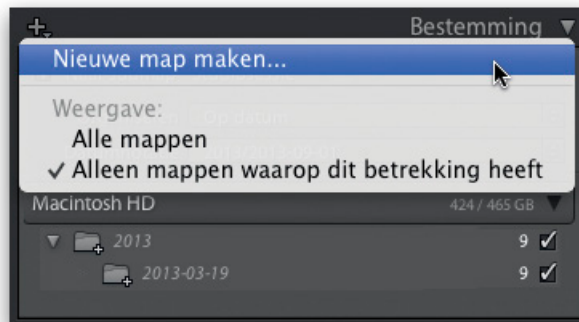 Bestemming
Nieuwe map maken...
Weergave:
Alle mappen
Alleen mappen waarop dit betrekking heeft
Macintosh HD 424 / 465 GB
2013 9
2013-03-19 9